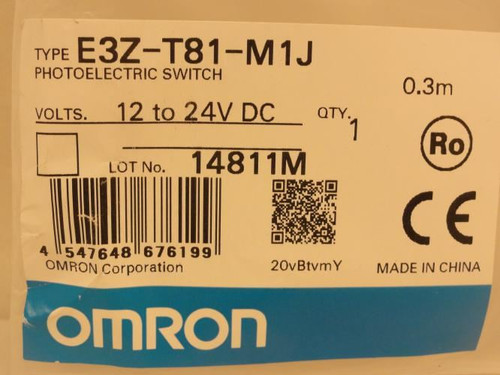 TYPE E3Z-T81-M1J
PHOTOELECTRIC SWITCH
0.3m
VOLTS. 12 to 24V DC QTY. 1
Ro
LOT No. 14811M
CE
4 547648 676199
OMRON Corporation 20vBtvmY MADE IN CHINA
OMRON